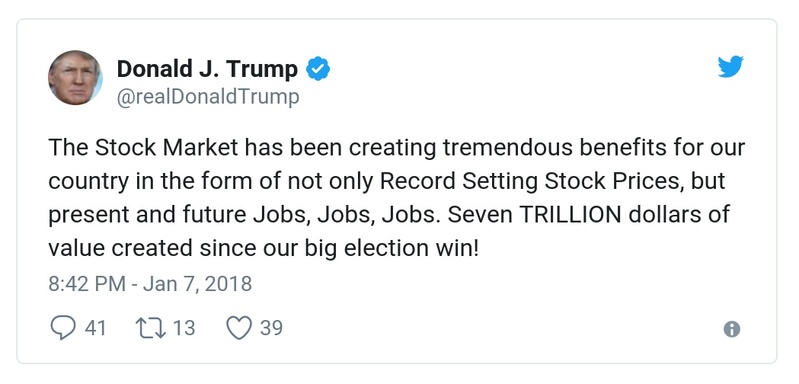 Donald J. Trump
@realDonaldTrump
The Stock Market has been creating tremendous benefits for our
country in the form of not only Record Setting Stock Prices, but
present and future Jobs, Jobs, Jobs. Seven TRILLION dollars of
value created since our big election win!
8:42 PM - Jan 7, 2018
41 13 39